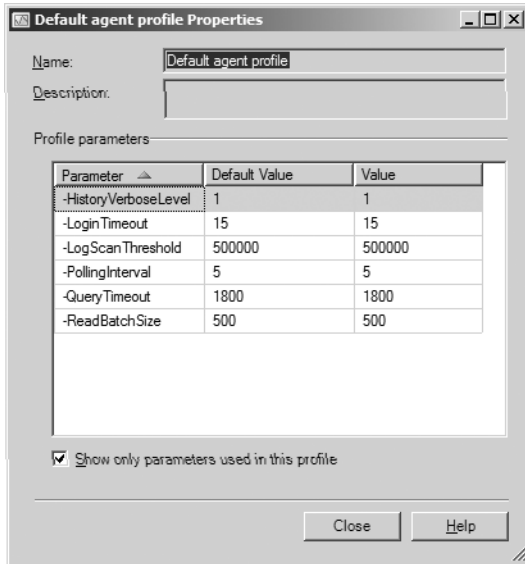 Default agent profile Properties
Name: Default agent profile
Description:
Profile parameters
Parameter Default Value Value
-HistoryVerboseLevel 1 1
-LoginTimeout 15 15
-LogScanThreshold 500000 500000
-PollingInterval 5 5
-QueryTimeout 1800 1800
-ReadBatchSize 500 500
Show only parameters used in this profile
Close Help